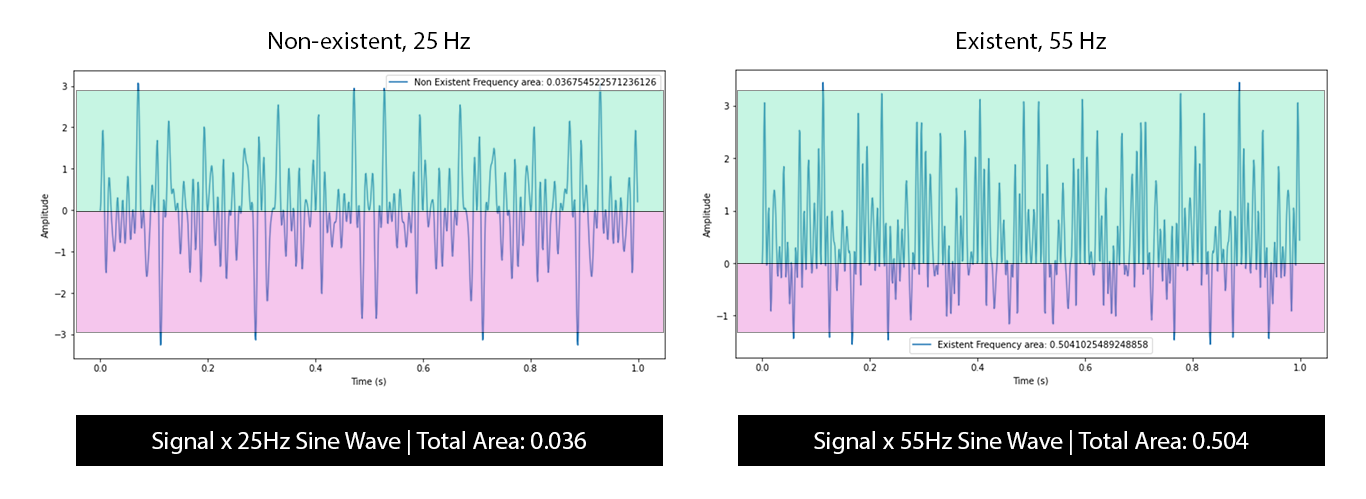 Non-existent, 25 Hz
Non Existent Frequency area: 0.036754522571236126
3
2
1
0
−1
−2
−3
Amplitude
0.0 0.2 0.4 0.6 0.8 1.0
Time (s)
Signal x 25Hz Sine Wave | Total Area: 0.036
Existent, 55 Hz
3
2
1
0
−1
Amplitude
Existent Frequency area: 0.5041025489248858
0.0 0.2 0.4 0.6 0.8 1.0
Time (s)
Signal x 55Hz Sine Wave | Total Area: 0.504